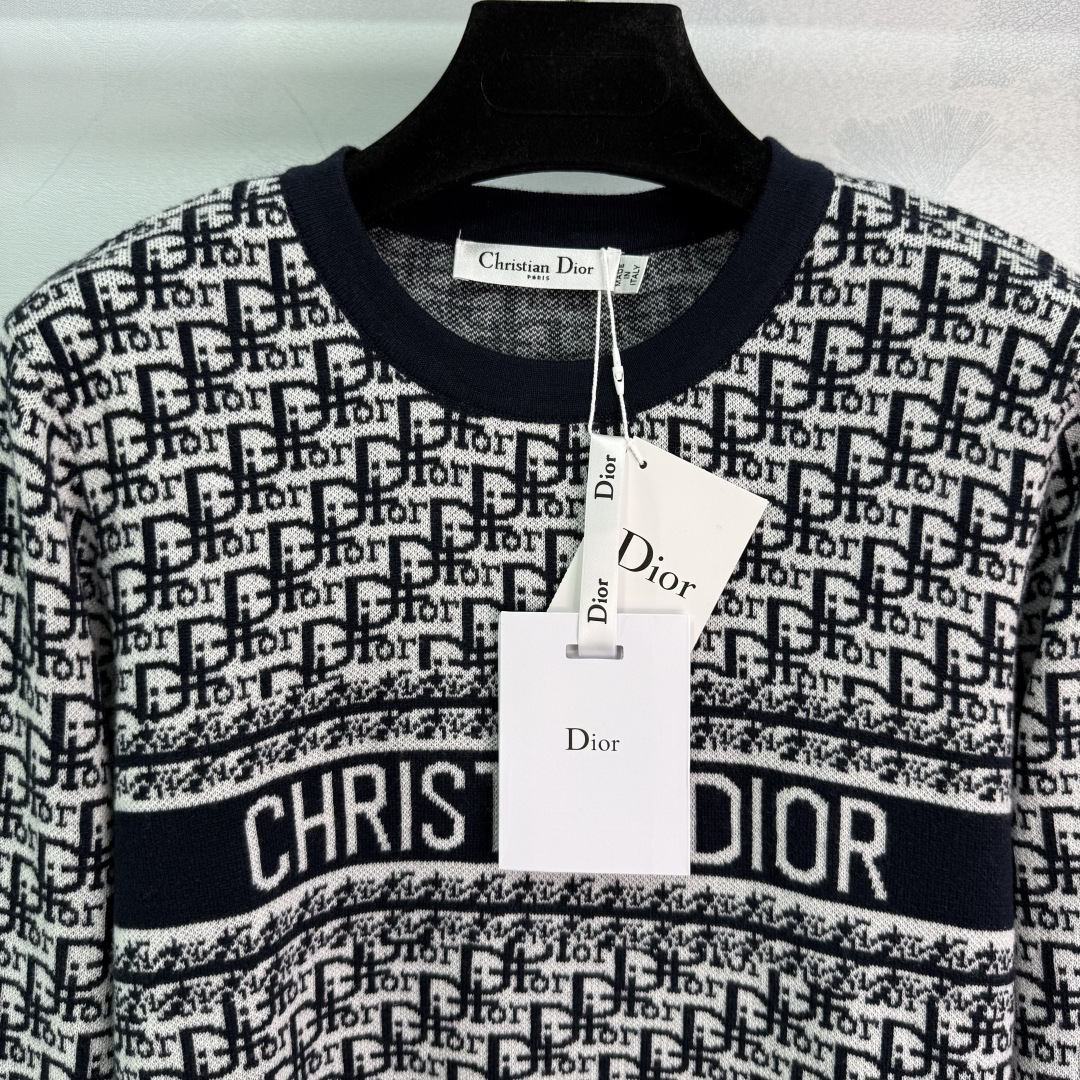 Christian Dior
PARIS
MADE
IN
ITALY
Dior
Dior
Dior
Dior
CHRIST DIOR